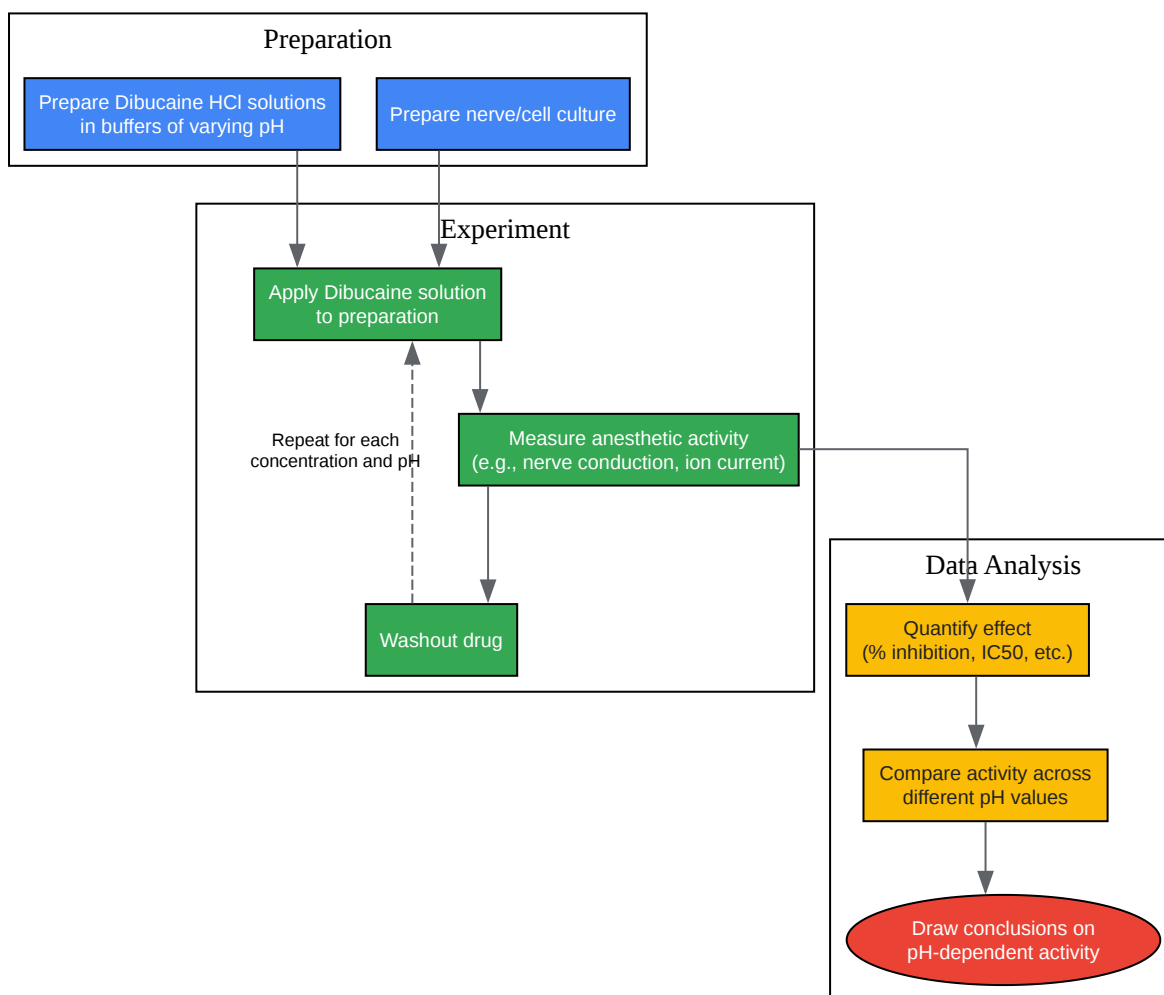 Preparation
Prepare Dibucaine HCl solutions
in buffers of varying pH
Prepare nerve/cell culture
Experiment
Apply Dibucaine solution
to preparation
Repeat for each
concentration and pH
Measure anesthetic activity
(e.g., nerve conduction, ion current)
Washout drug
Data Analysis
Quantify effect
(% inhibition, IC50, etc.)
Compare activity across
different pH values
Draw conclusions on
pH-dependent activity